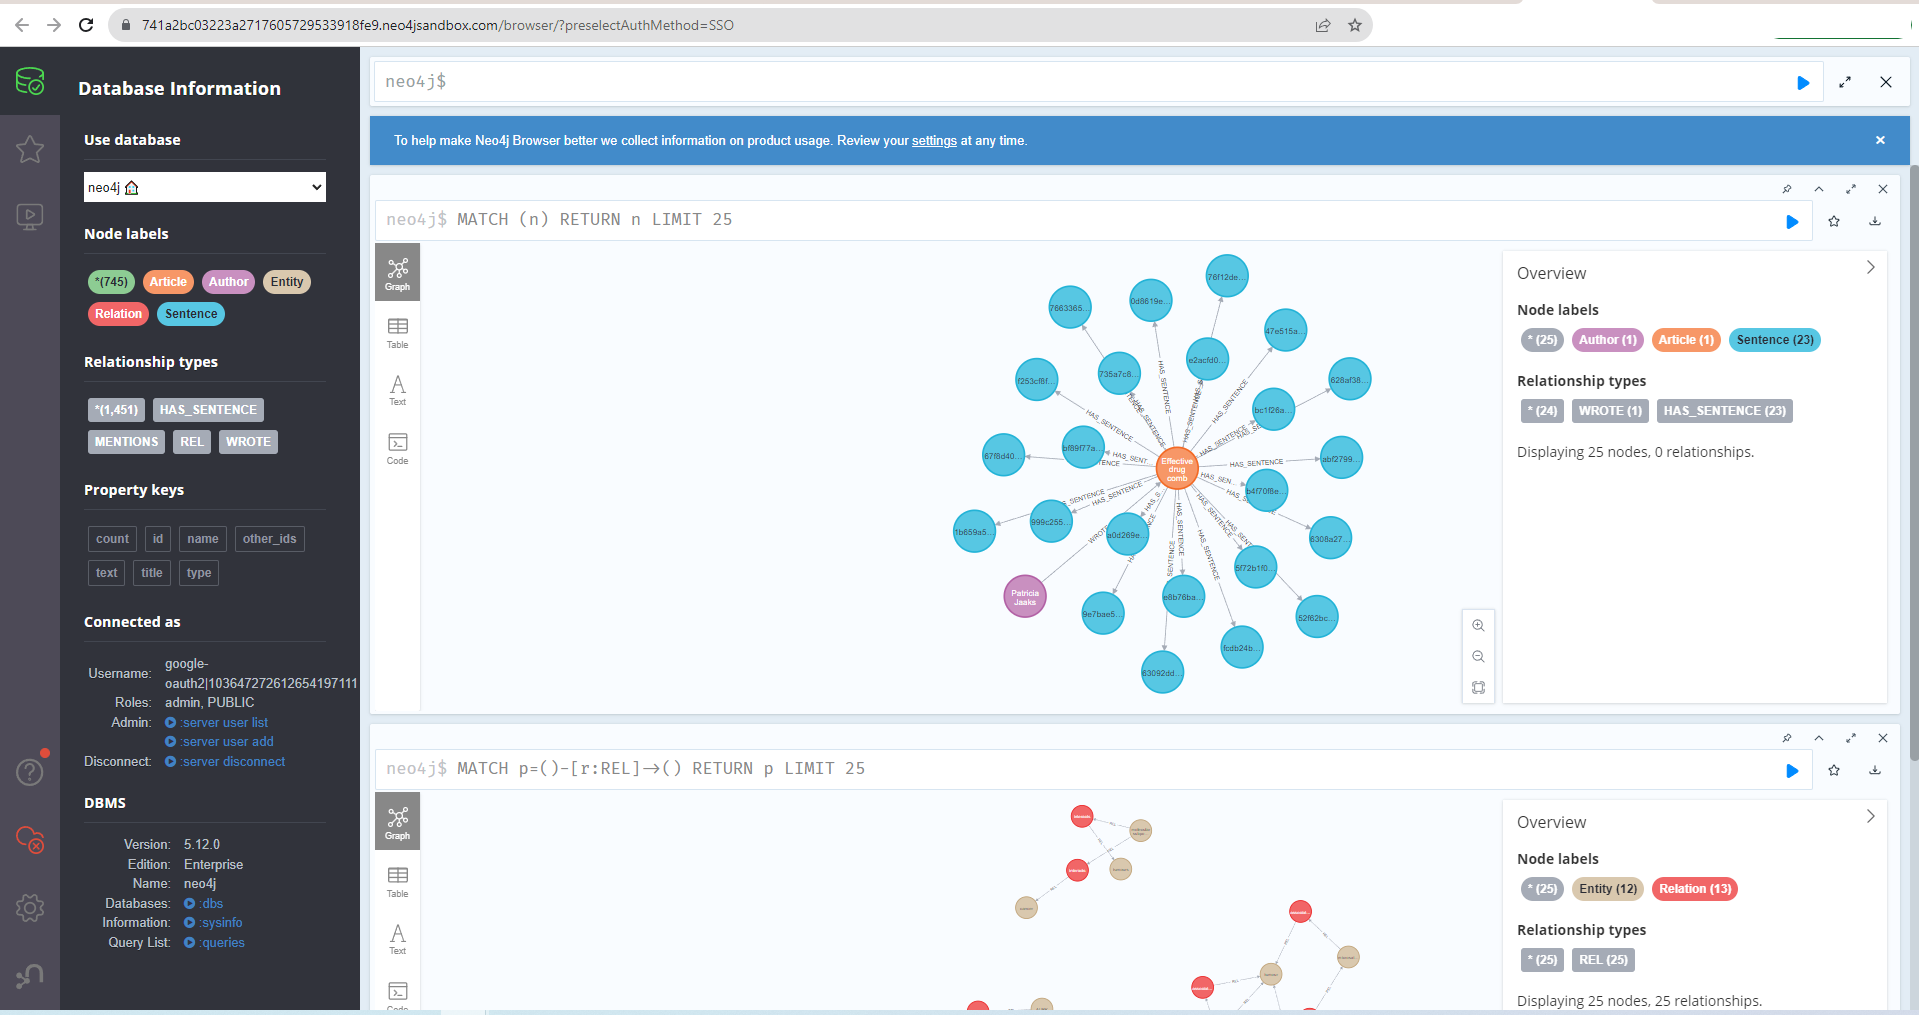 741a2bc03223a2717605729533918fe9.neo4jsandbox.com/browser/?preselectAuthMethod=SSO
Database Information
Use database
neo4j
Node labels
*(745) Article Author Entity
Relation Sentence
Relationship types
*(1,451) HAS_SENTENCE
MENTIONS REL WROTE
Property keys
count id name other_ids
text title type
Connected as
Username: google-
oauth2|103647272612654197111
Roles: admin, PUBLIC
Admin: :server user list
:server user add
Disconnect: :server disconnect
DBMS
Version: 5.12.0
Edition: Enterprise
Name: neo4j
Databases: :dbs
Information: :sysinfo
Query List: :queries
neo4j$
To help make Neo4j Browser better we collect information on product usage. Review your settings at any time.
neo4j$ MATCH (n) RETURN n LIMIT 25
Graph
Table
Text
Code
76f12de...
7663365...
0d8619e...
47e515a...
e2acfd0...
735a7c8...
f253cf8f...
628af38...
bc1f26a...
67f8d40...
bf89f77a...
Effective
drug
comb
abf2799...
b4f70f8e...
1b659a5...
999c255...
a0d269e...
6308a27...
5f72b1f0...
Patricia
Jaaks
9e7bae5...
e8b76ba...
52f62bc...
fcdb24b...
63092dd...
HAS_SENTENCE
HAS_SENTENCE
HAS_SENTENCE
HAS_SENTENCE
HAS_SENTENCE
HAS_SENTENCE
HAS_SENTENCE
Overview
Node labels
* (25) Author (1) Article (1) Sentence (23)
Relationship types
* (24) WROTE (1) HAS_SENTENCE (23)
Displaying 25 nodes, 0 relationships.
neo4j$ MATCH p=()-[r:REL]→() RETURN p LIMIT 25
Graph
Table
Text
Code
Overview
Node labels
* (25) Entity (12) Relation (13)
Relationship types
* (25) REL (25)
Displaying 25 nodes, 25 relationships.